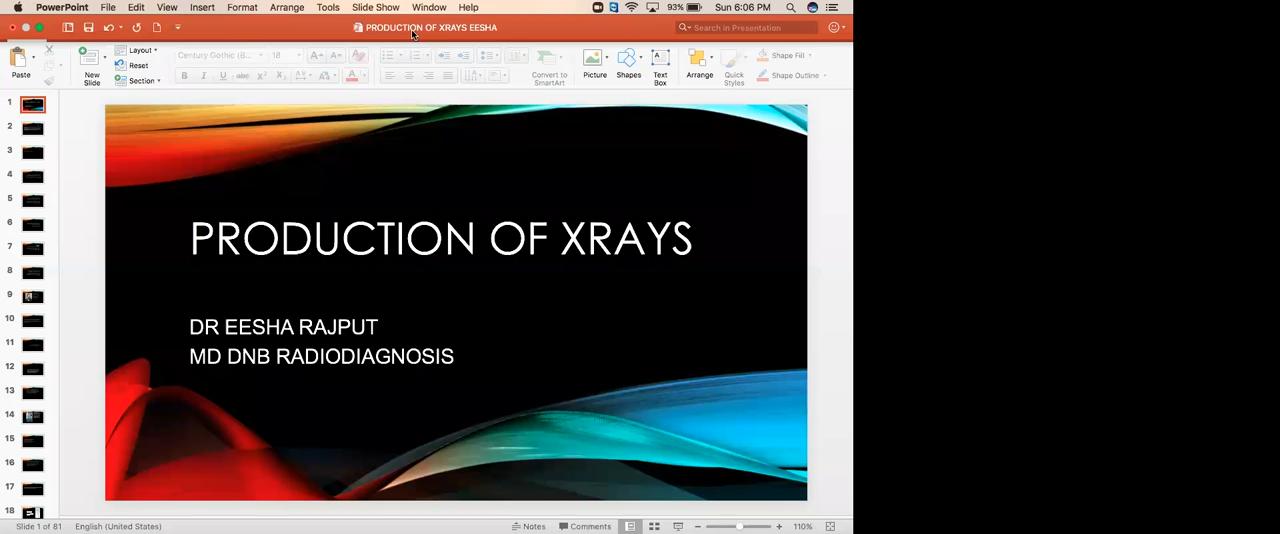 PowerPoint File Edit View Insert Format Arrange Tools Slide Show Window Help 93% Sun 6:06 PM
PRODUCTION OF XRAYS EESHA
Search in Presentation
Paste
New Slide
Layout
Reset
Section
Century Gothic (B...
18
Convert to SmartArt
Picture
Shapes
Text Box
Arrange
Quick Styles
Shape Fill
Shape Outline
1
2
3
4
5
6
7
8
9
10
11
12
13
14
15
16
17
18
PRODUCTION OF XRAYS
DR EESHA RAJPUT
MD DNB RADIODIAGNOSIS
Slide 1 of 81 English (United States) Notes Comments 110%